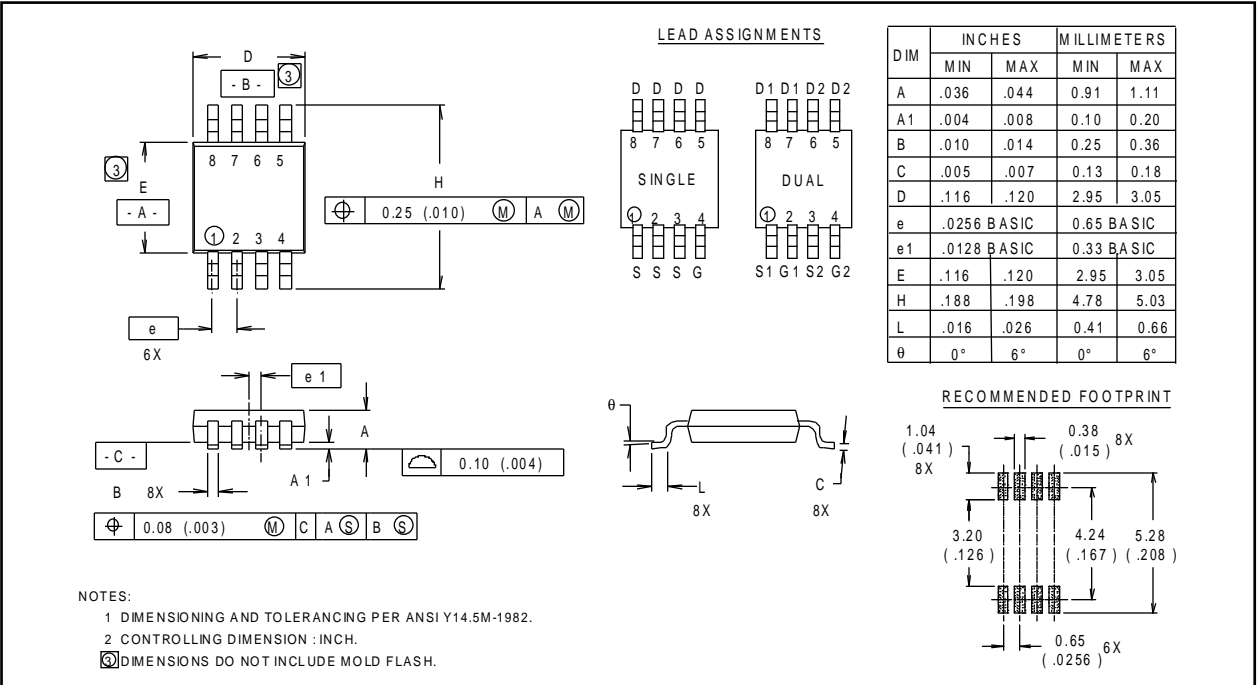 D
- B -
3
8 7 6 5
3
E
- A -
H
⌖ 0.25 (.010) Ⓜ A Ⓜ
1 2 3 4
e
6X
e 1
A
- C -
A 1
0.10 (.004)
B 8X
⌖ 0.08 (.003) Ⓜ C A Ⓢ B Ⓢ
LEAD ASSIGNMENTS
D D D D
8 7 6 5
SINGLE
1 2 3 4
S S S G
D1 D1 D2 D2
8 7 6 5
DUAL
1 2 3 4
S1 G1 S2 G2
θ
L
8X
C
8X
DIM INCHES MILLIMETERS
MIN MAX MIN MAX
A .036 .044 0.91 1.11
A1 .004 .008 0.10 0.20
B .010 .014 0.25 0.36
C .005 .007 0.13 0.18
D .116 .120 2.95 3.05
e .0256 BASIC 0.65 BASIC
e1 .0128 BASIC 0.33 BASIC
E .116 .120 2.95 3.05
H .188 .198 4.78 5.03
L .016 .026 0.41 0.66
θ 0° 6° 0° 6°
RECOMMENDED FOOTPRINT
1.04
( .041 )
8X
0.38
( .015 ) 8X
3.20
( .126 )
4.24
( .167 )
5.28
( .208 )
0.65
( .0256 ) 6X
NOTES:
1 DIMENSIONING AND TOLERANCING PER ANSI Y14.5M-1982.
2 CONTROLLING DIMENSION : INCH.
3 DIMENSIONS DO NOT INCLUDE MOLD FLASH.